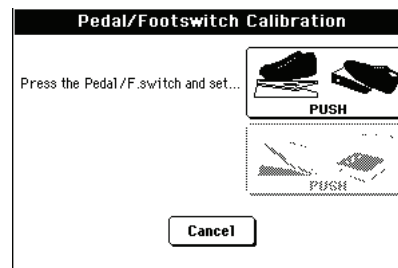 Pedal/Footswitch Calibration
Press the Pedal/F.switch and set...
PUSH
PUSH
Cancel